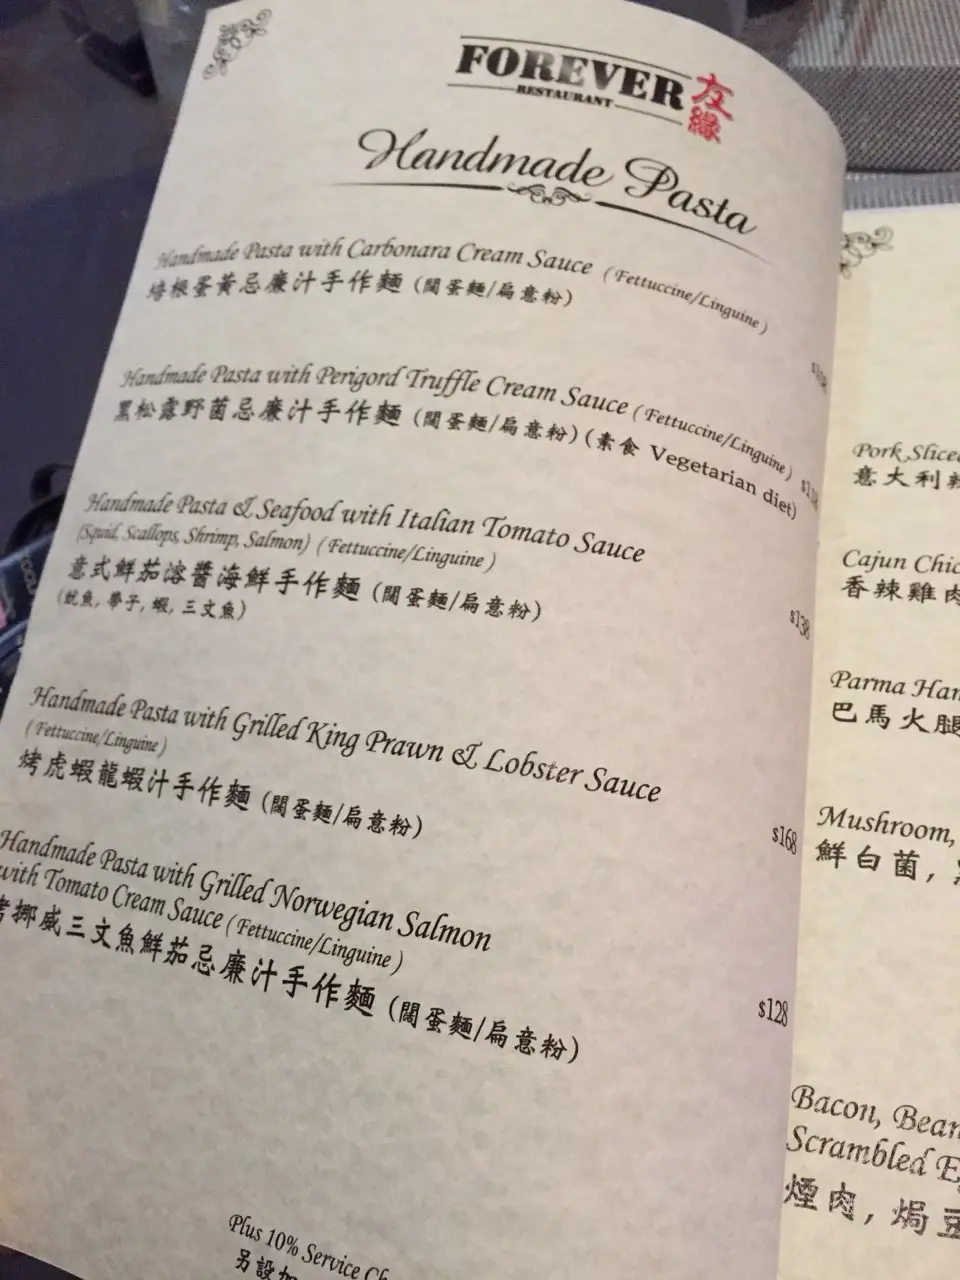 FOREVER
RESTAURANT
友緣
Handmade Pasta
Handmade Pasta with Carbonara Cream Sauce (Fettuccine/Linguine)
培根蛋黃忌廉汁手作麵 (闊蛋麵/扁意粉)
Handmade Pasta with Perigord Truffle Cream Sauce (Fettuccine/Linguine)
黑松露野菌忌廉汁手作麵 (闊蛋麵/扁意粉) (素食 Vegetarian diet)
Handmade Pasta & Seafood with Italian Tomato Sauce
(Squid, Scallops, Shrimp, Salmon) (Fettuccine/Linguine)
意式鮮茄溶醬海鮮手作麵 (闊蛋麵/扁意粉)
(魷魚, 帶子, 蝦, 三文魚)
$138
Handmade Pasta with Grilled King Prawn & Lobster Sauce
(Fettuccine/Linguine)
烤虎蝦龍蝦汁手作麵 (闊蛋麵/扁意粉)
$168
Handmade Pasta with Grilled Norwegian Salmon
with Tomato Cream Sauce (Fettuccine/Linguine)
挪威三文魚鮮茄忌廉汁手作麵 (闊蛋麵/扁意粉)
$128
Plus 10% Service
另設加
Pork Sliced
意大利辣
Cajun
香辣雞肉
Parma
巴馬火腿
Mushroom,
鮮白菌,
Bacon,
Scrambled
煙肉, 焗